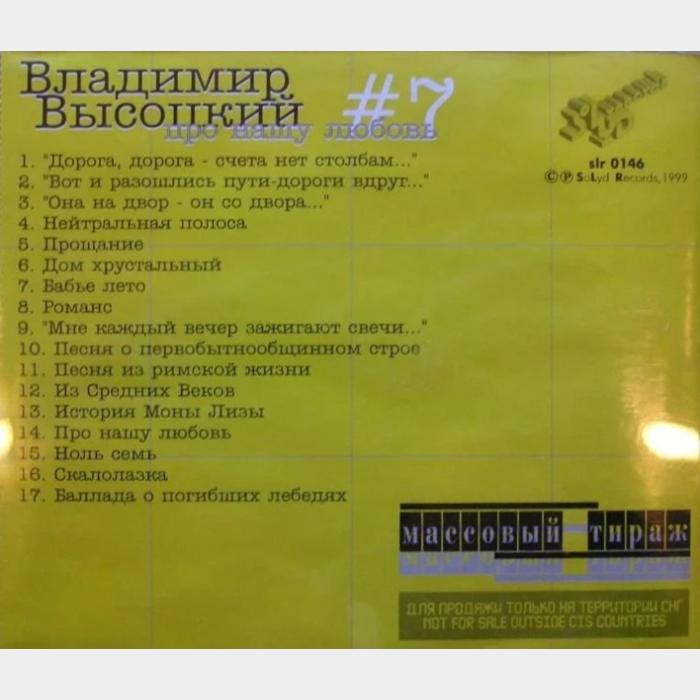 Владимир
Высоцкий #7
про нашу любовь
slr 0146
©℗ SoLyd Records, 1999
1. "Дорога, дорога - счета нет столбам..."
2. "Вот и разошлись пути-дороги вдруг..."
3. "Она на двор - он со двора..."
4. Нейтральная полоса
5. Прощание
6. Дом хрустальный
7. Бабье лето
8. Романс
9. "Мне каждый вечер зажигают свечи..."
10. Песня о первобытнообщинном строе
11. Песня из римской жизни
12. Из Средних Веков
13. История Моны Лизы
14. Про нашу любовь
15. Ноль семь
16. Скалолазка
17. Баллада о погибших лебедях
массовый тираж
ДЛЯ ПРОДАЖИ ТОЛЬКО НА ТЕРРИТОРИИ СНГ
NOT FOR SALE OUTSIDE CIS COUNTRIES